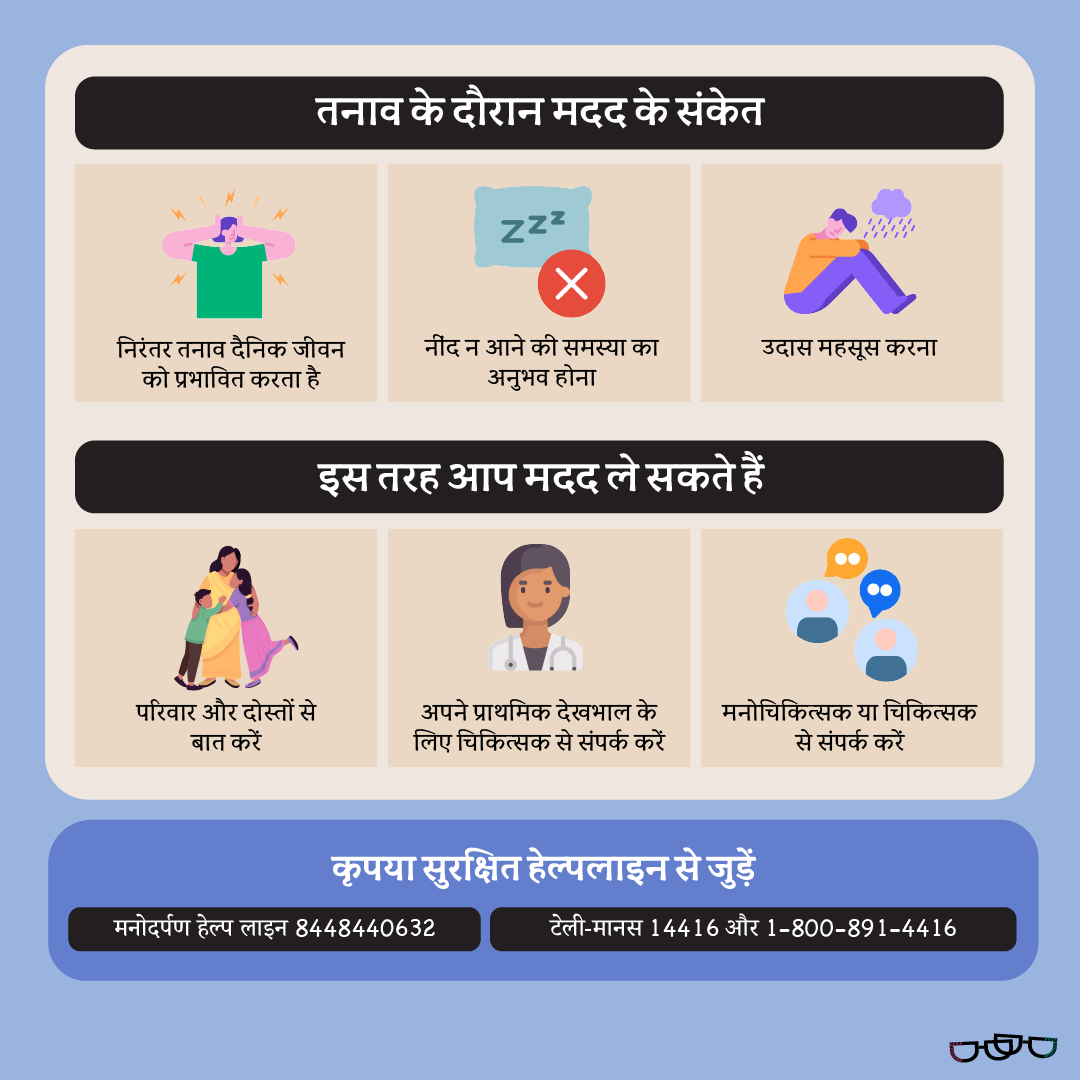 तनाव के दौरान मदद के संकेत
zzz
निरंतर तनाव दैनिक जीवन
को प्रभावित करता है
नींद न आने की समस्या का
अनुभव होना
उदास महसूस करना
इस तरह आप मदद ले सकते हैं
परिवार और दोस्तों से
बात करें
अपने प्राथमिक देखभाल के
लिए चिकित्सक से संपर्क करें
मनोचिकित्सक या चिकित्सक
से संपर्क करें
कृपया सुरक्षित हेल्पलाइन से जुड़ें
मनोदर्पण हेल्प लाइन 8448440632
टेली-मानस 14416 और 1-800-891-4416